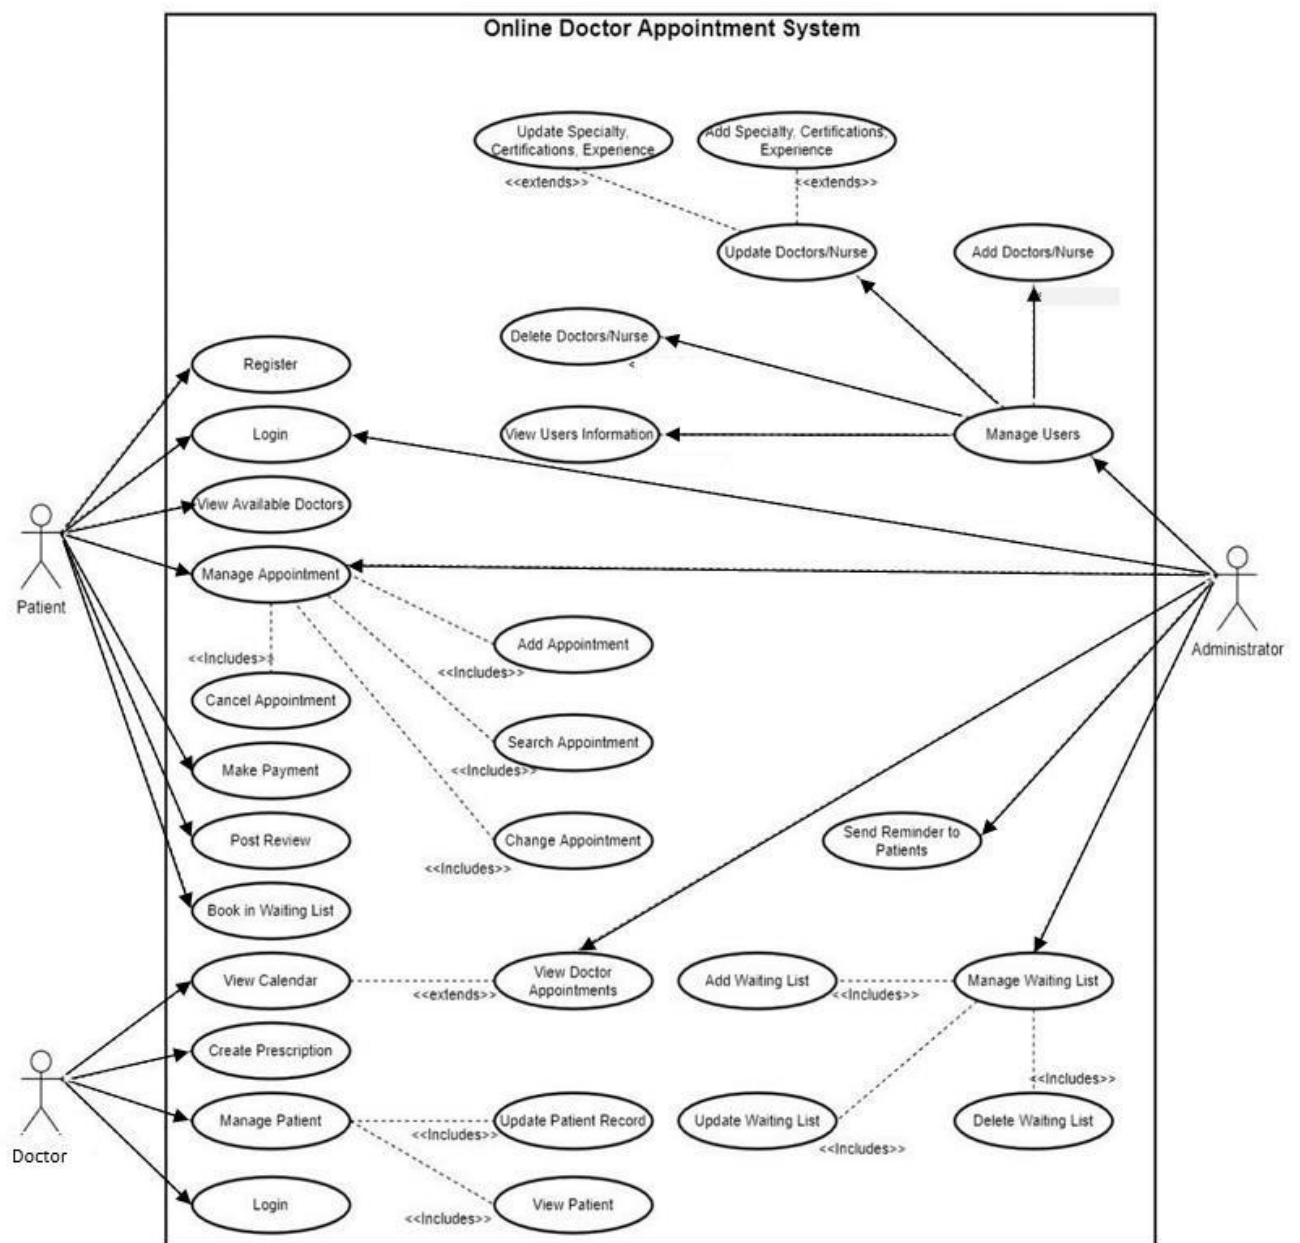 Online Doctor Appointment System
Update Specialty,
Certifications, Experience
Add Specialty, Certifications,
Experience
<<extends>>
<<extends>>
Update Doctors/Nurse
Add Doctors/Nurse
Delete Doctors/Nurse
<
Register
Login
View Users Information
Manage Users
View Available Doctors
Manage Appointment
Patient
Administrator
Add Appointment
<<Includes>>
<<Includes>>
Cancel Appointment
Search Appointment
<<Includes>>
Make Payment
Post Review
Change Appointment
<<Includes>>
Send Reminder to
Patients
Book in Waiting List
View Calendar
<<extends>>
View Doctor
Appointments
Add Waiting List
<<Includes>>
Manage Waiting List
Create Prescription
<<Includes>>
Manage Patient
<<Includes>>
Update Patient Record
Update Waiting List
<<Includes>>
Delete Waiting List
Doctor
Login
<<Includes>>
View Patient